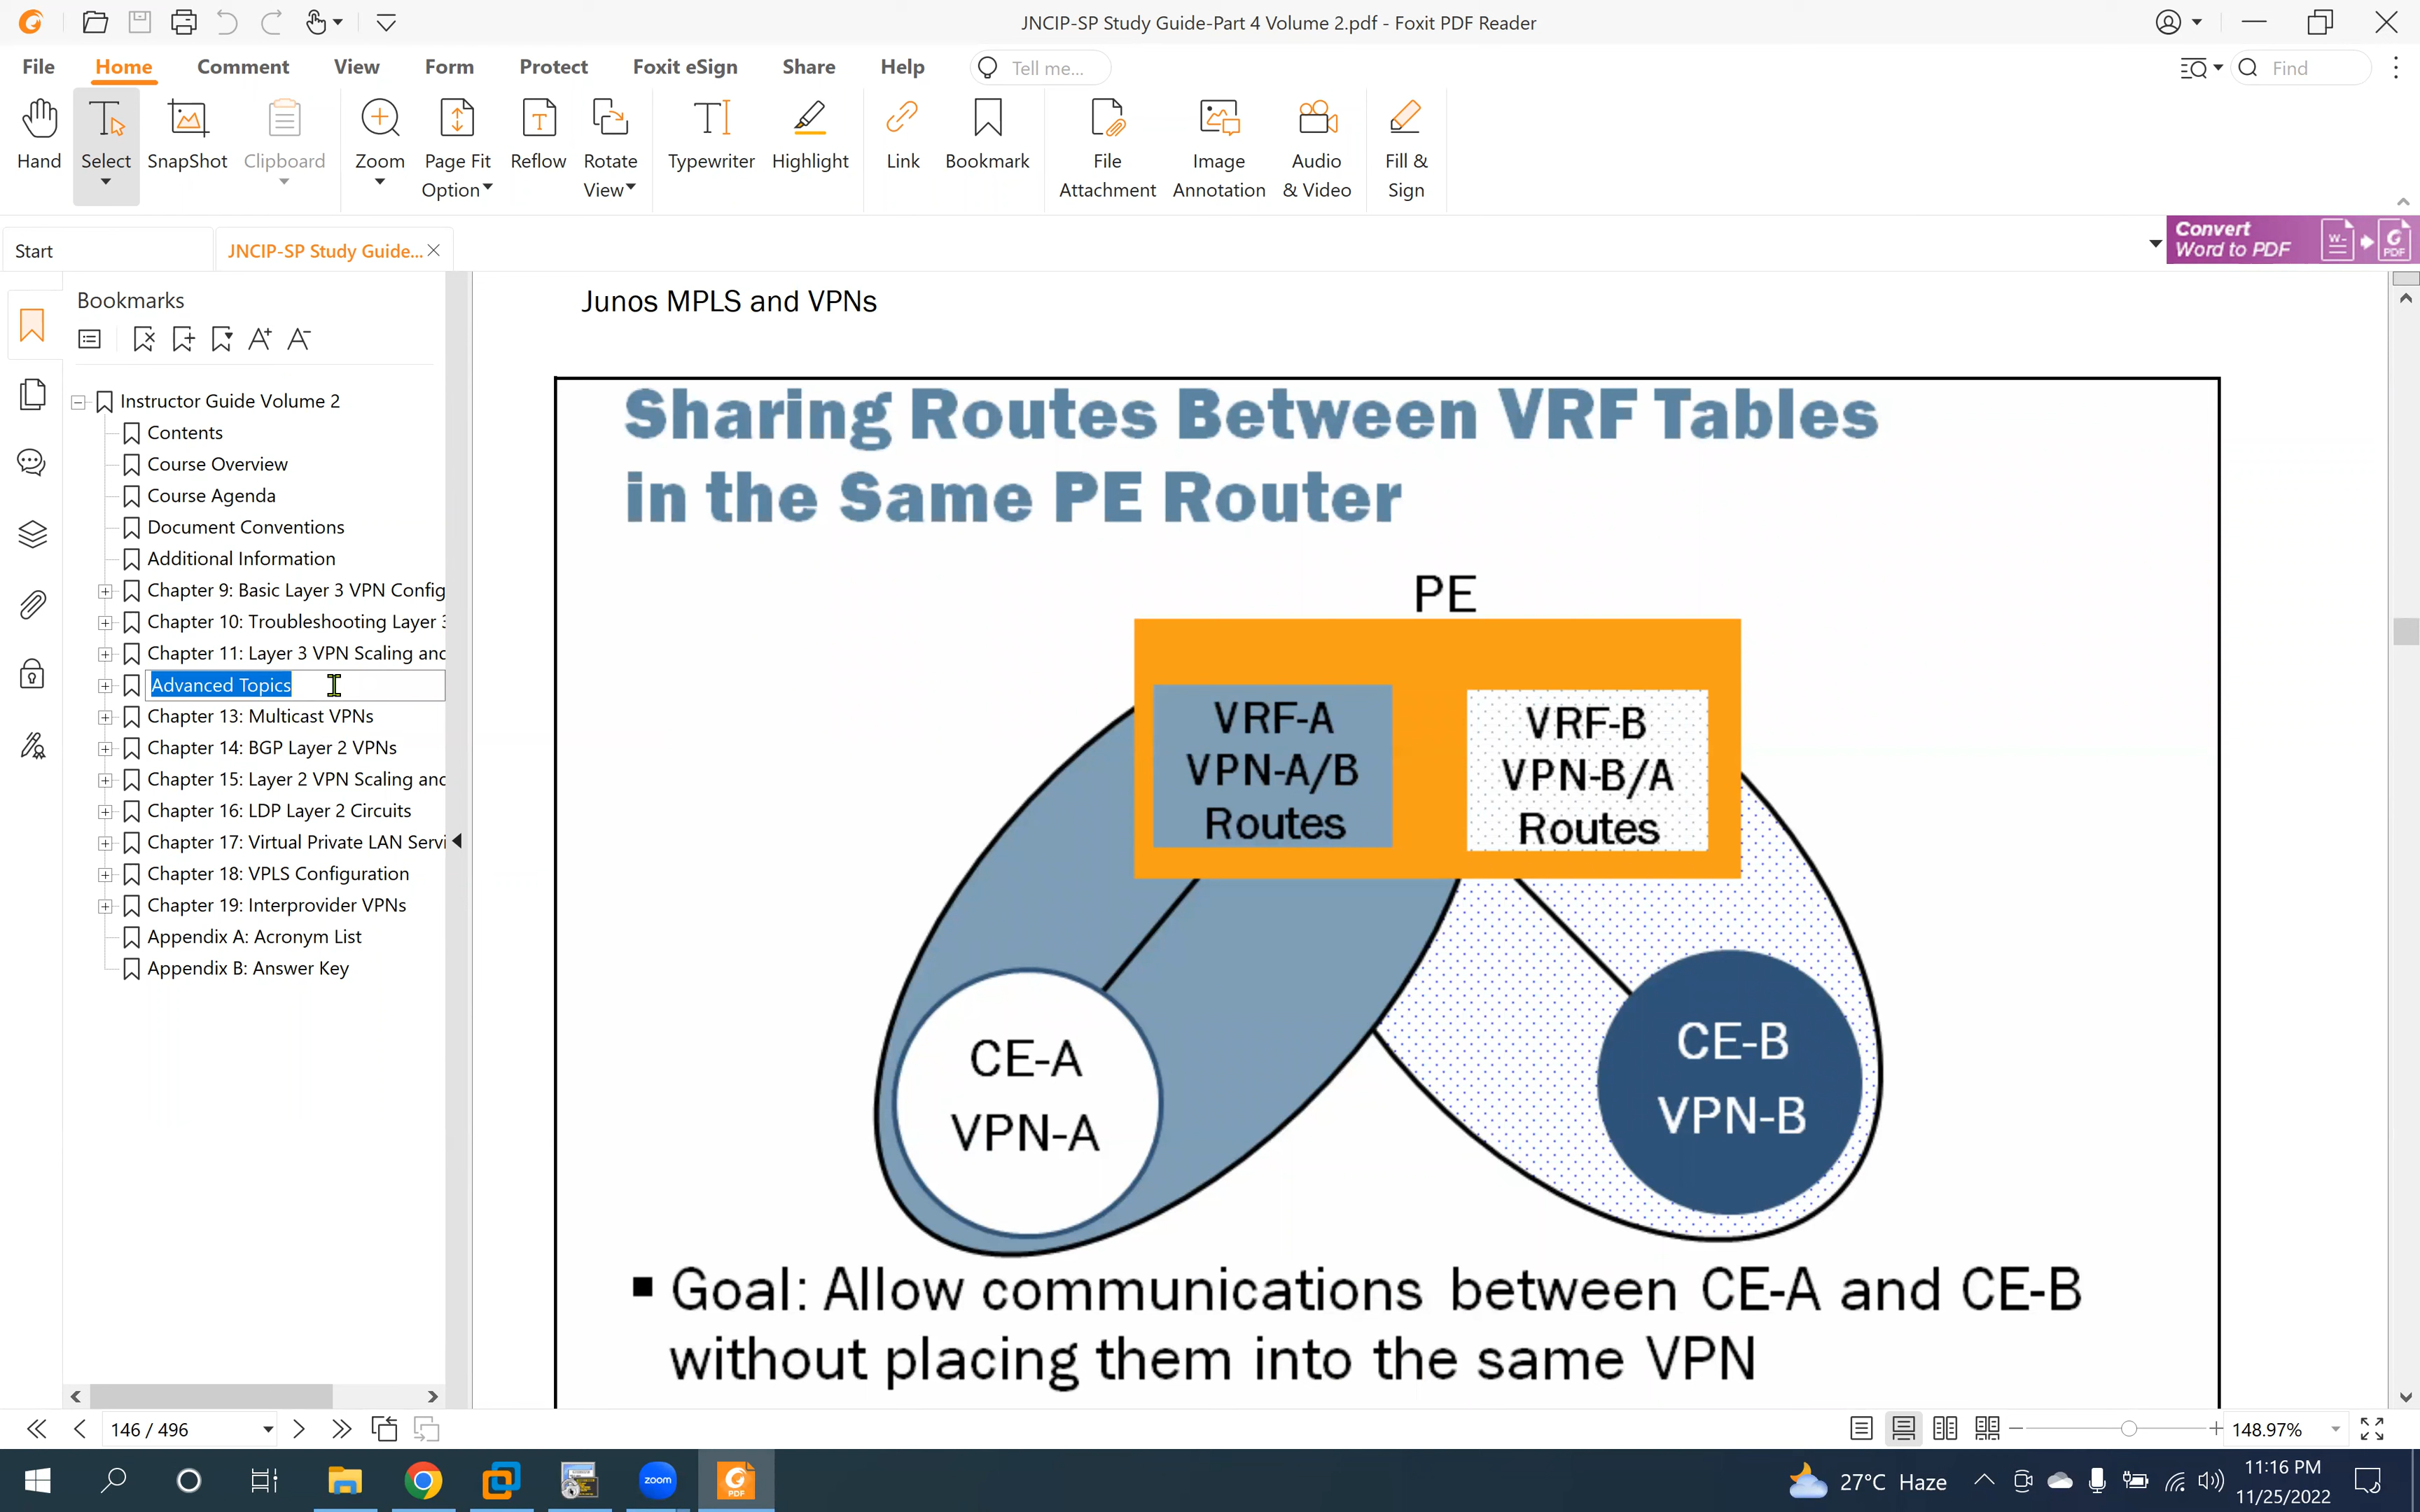 JNCIP-SP Study Guide-Part 4 Volume 2.pdf - Foxit PDF Reader
File Home Comment View Form Protect Foxit eSign Share Help Tell me... Find
Hand Select SnapShot Clipboard Zoom Page Fit Option Reflow Rotate View Typewriter Highlight Link Bookmark File Attachment Image Annotation Audio & Video Fill & Sign
Start JNCIP-SP Study Guide...
Convert
Word to PDF
Bookmarks
Instructor Guide Volume 2
Contents
Course Overview
Course Agenda
Document Conventions
Additional Information
Chapter 9: Basic Layer 3 VPN Config
Chapter 10: Troubleshooting Layer 3
Chapter 11: Layer 3 VPN Scaling and
Advanced Topics
Chapter 13: Multicast VPNs
Chapter 14: BGP Layer 2 VPNs
Chapter 15: Layer 2 VPN Scaling and
Chapter 16: LDP Layer 2 Circuits
Chapter 17: Virtual Private LAN Servi
Chapter 18: VPLS Configuration
Chapter 19: Interprovider VPNs
Appendix A: Acronym List
Appendix B: Answer Key
Junos MPLS and VPNs
Sharing Routes Between VRF Tables
in the Same PE Router
PE
VRF-A
VPN-A/B
Routes
VRF-B
VPN-B/A
Routes
CE-A
VPN-A
CE-B
VPN-B
■ Goal: Allow communications between CE-A and CE-B
without placing them into the same VPN
146 / 496
148.97%
zoom
PDF
27°C Haze
11:16 PM
11/25/2022